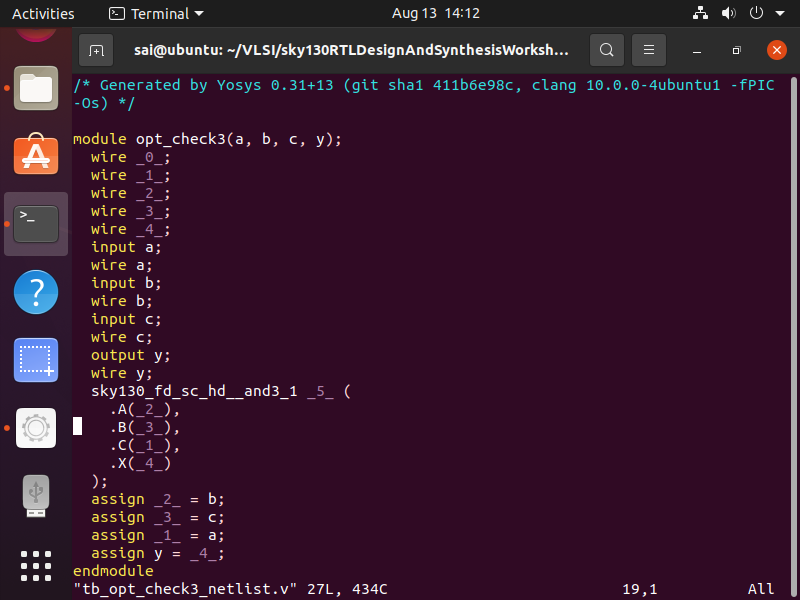 Activities
Terminal
Aug 13 14:12
sai@ubuntu: ~/VLSI/sky130RTLDesignAndSynthesisWorksh...
/* Generated by Yosys 0.31+13 (git sha1 411b6e98c, clang 10.0.0-4ubuntu1 -fPIC
-Os) */
module opt_check3(a, b, c, y);
wire _0_;
wire _1_;
wire _2_;
wire _3_;
wire _4_;
input a;
wire a;
input b;
wire b;
input c;
wire c;
output y;
wire y;
sky130_fd_sc_hd__and3_1 _5_ (
.A(_2_),
.B(_3_),
.C(_1_),
.X(_4_)
);
assign _2_ = b;
assign _3_ = c;
assign _1_ = a;
assign y = _4_;
endmodule
"tb_opt_check3_netlist.v" 27L, 434C 19,1 All